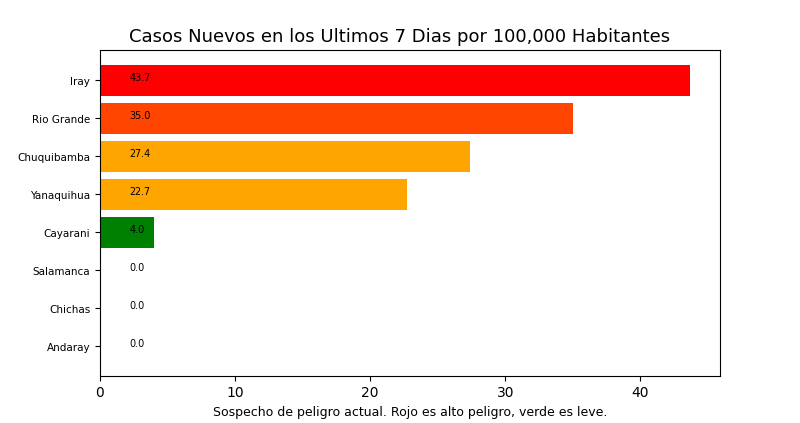 Casos Nuevos en los Ultimos 7 Dias por 100,000 Habitantes
Iray 43.7
Rio Grande 35.0
Chuquibamba 27.4
Yanaquihua 22.7
Cayarani 4.0
Salamanca 0.0
Chichas 0.0
Andaray 0.0
0 10 20 30 40
Sospecho de peligro actual. Rojo es alto peligro, verde es leve.